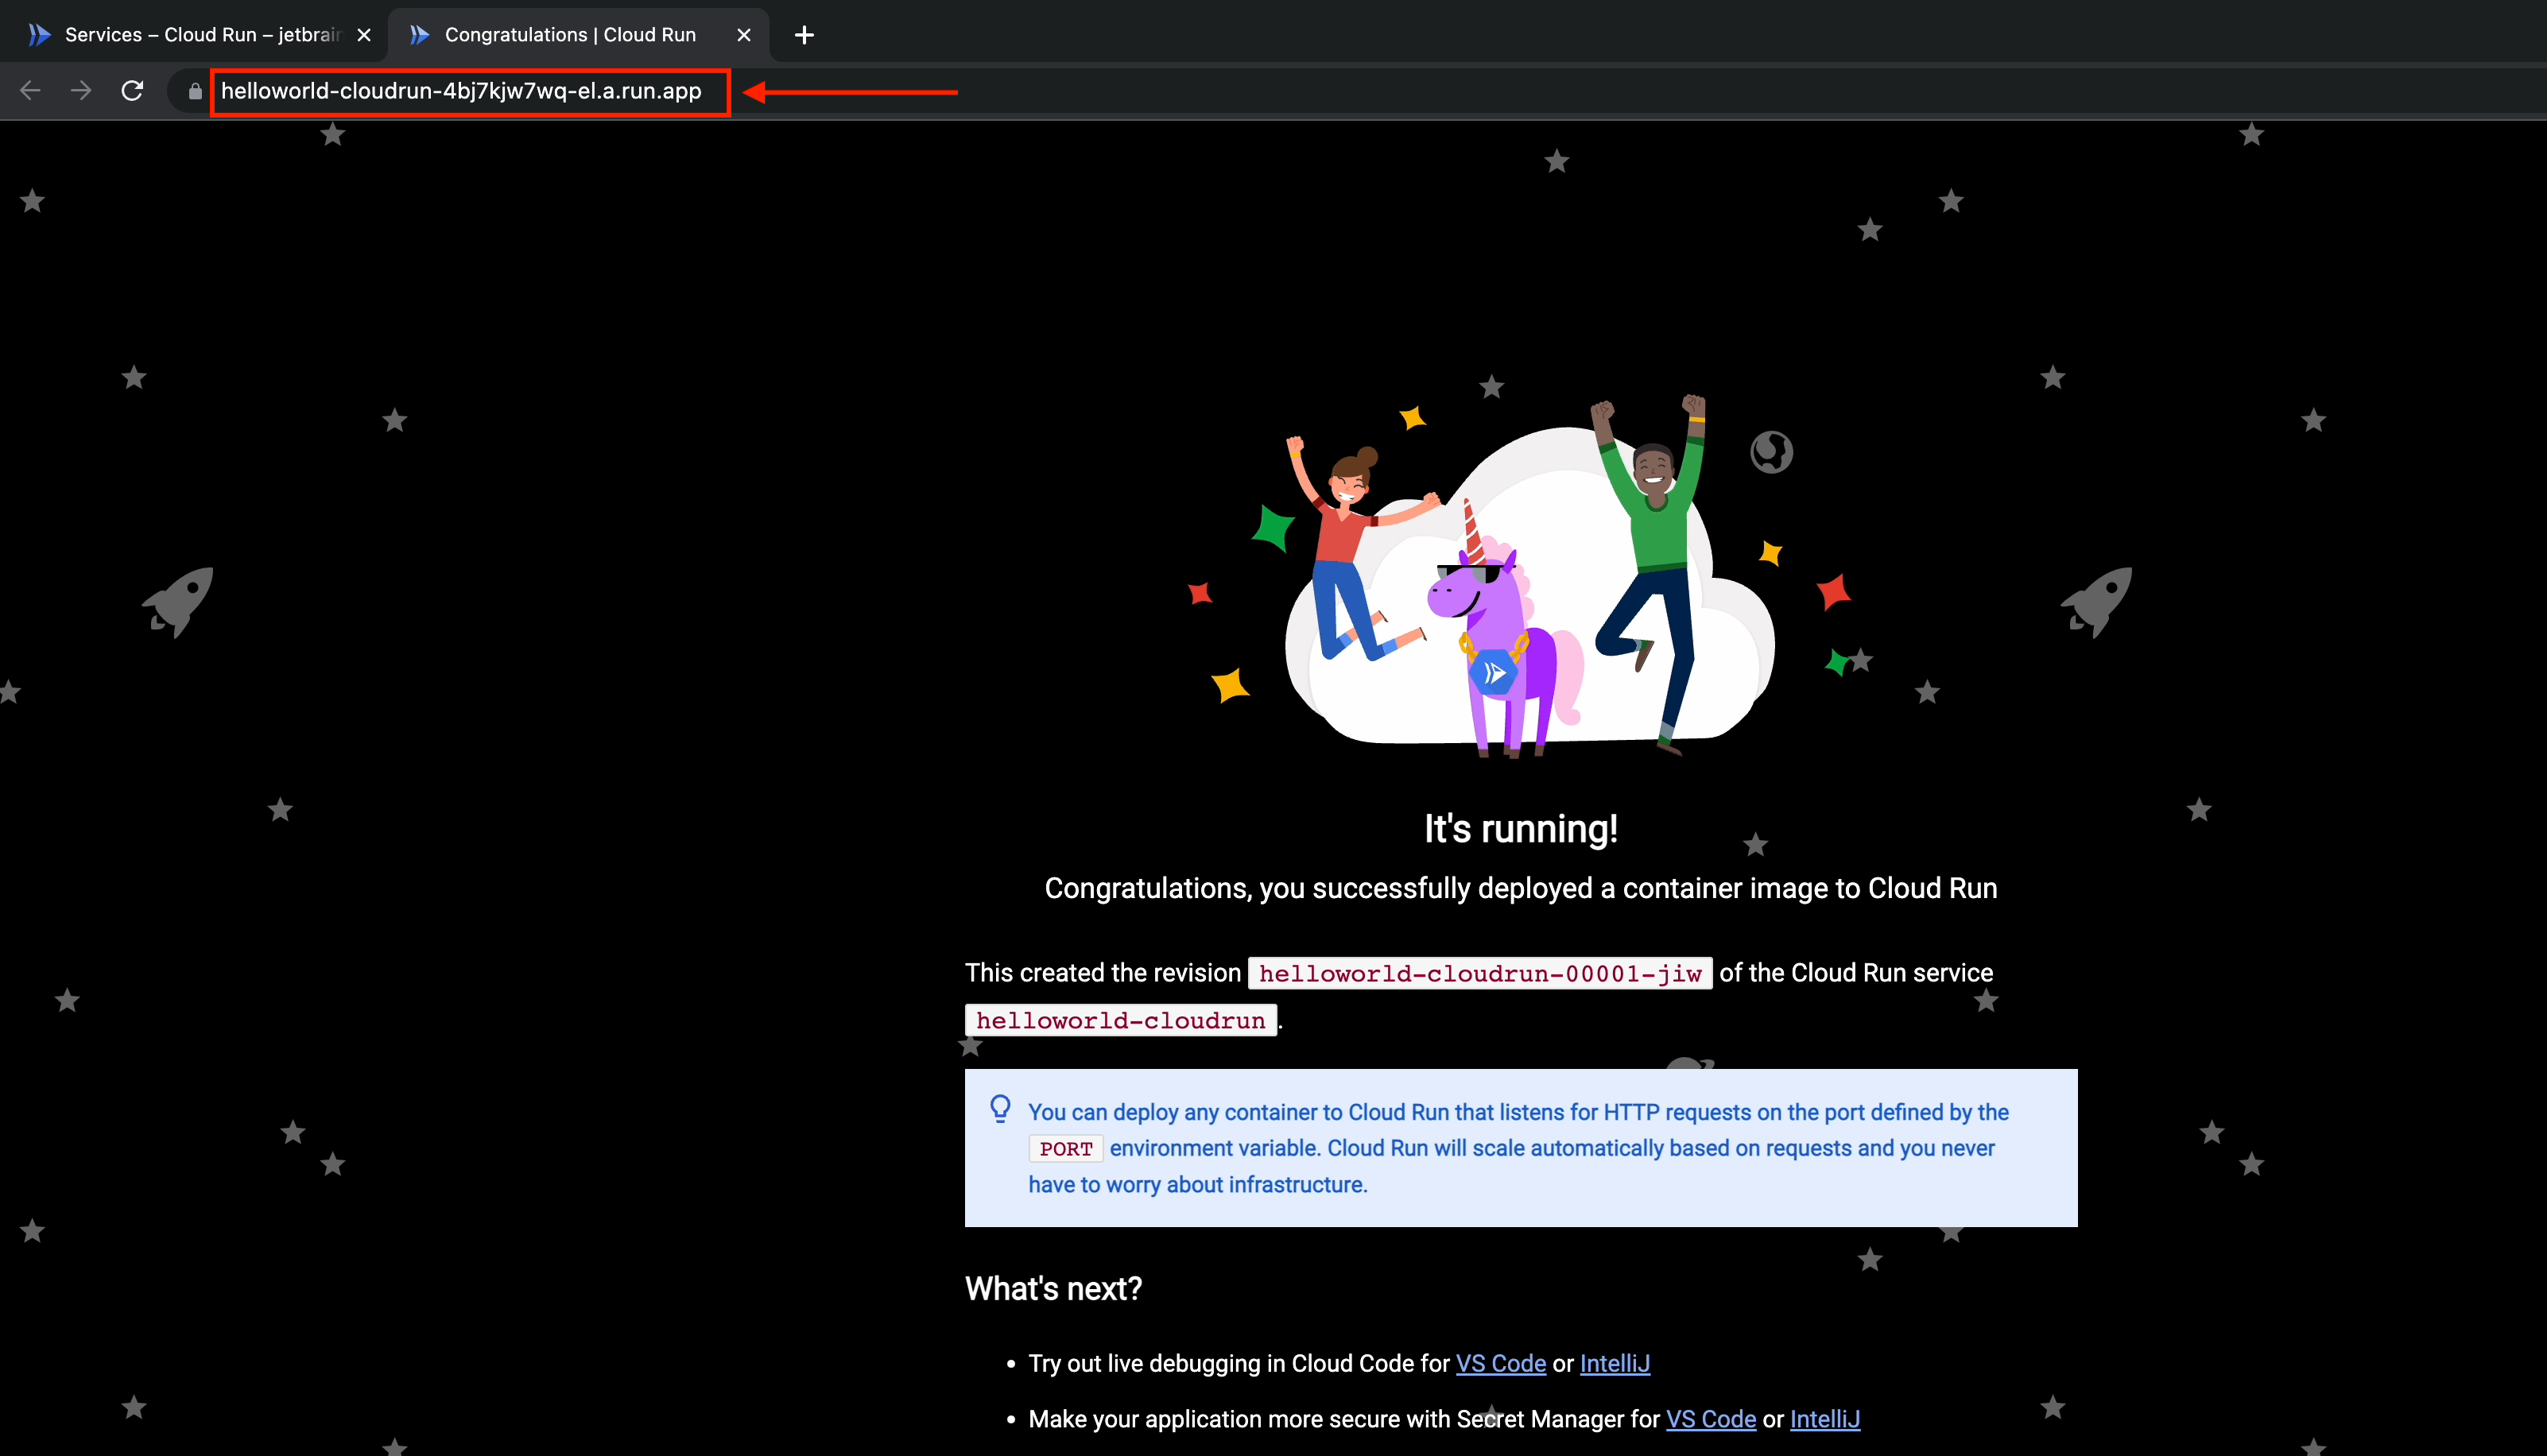 Services – Cloud Run – jetbrain
Congratulations | Cloud Run
helloworld-cloudrun-4bj7kjw7wq-el.a.run.app
It's running!
Congratulations, you successfully deployed a container image to Cloud Run
This created the revision helloworld-cloudrun-00001-jiw of the Cloud Run service
helloworld-cloudrun.
You can deploy any container to Cloud Run that listens for HTTP requests on the port defined by the
PORT environment variable. Cloud Run will scale automatically based on requests and you never
have to worry about infrastructure.
What's next?
• Try out live debugging in Cloud Code for VS Code or IntelliJ
• Make your application more secure with Secret Manager for VS Code or IntelliJ